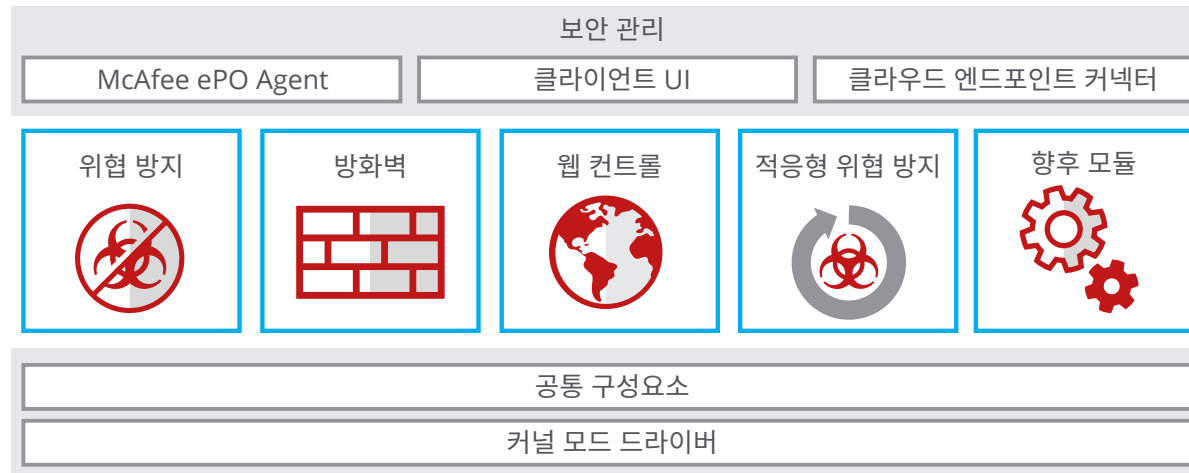 보안 관리
McAfee ePO Agent
클라이언트 UI
클라우드 엔드포인트 커넥터
위협 방지
방화벽
웹 컨트롤
적응형 위협 방지
향후 모듈
공통 구성요소
커널 모드 드라이버